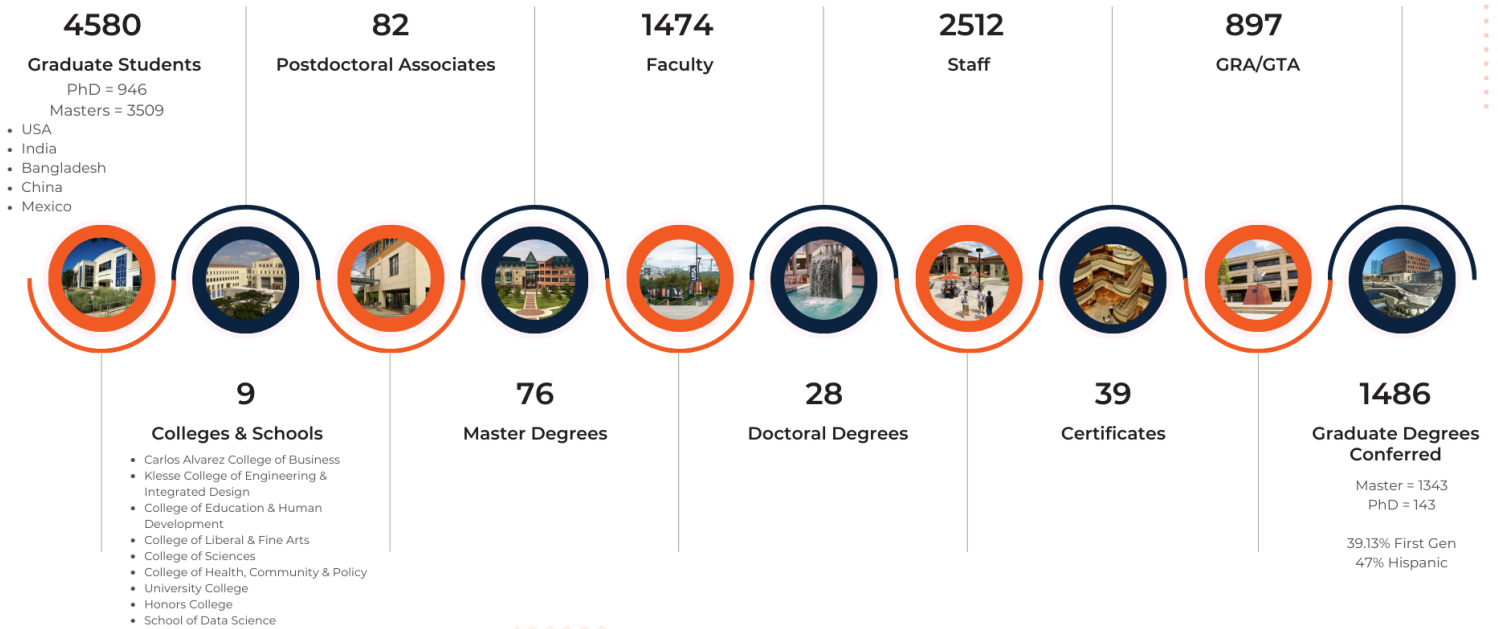 4580
Graduate Students
PhD = 946
Masters = 3509
• USA
• India
• Bangladesh
• China
• Mexico
82
Postdoctoral Associates
1474
Faculty
2512
Staff
897
GRA/GTA
9
Colleges & Schools
• Carlos Alvarez College of Business
• Klesse College of Engineering &
Integrated Design
• College of Education & Human
Development
• College of Liberal & Fine Arts
• College of Sciences
• College of Health, Community & Policy
• University College
• Honors College
• School of Data Science
76
Master Degrees
28
Doctoral Degrees
39
Certificates
1486
Graduate Degrees
Conferred
Master = 1343
PhD = 143
39.13% First Gen
47% Hispanic